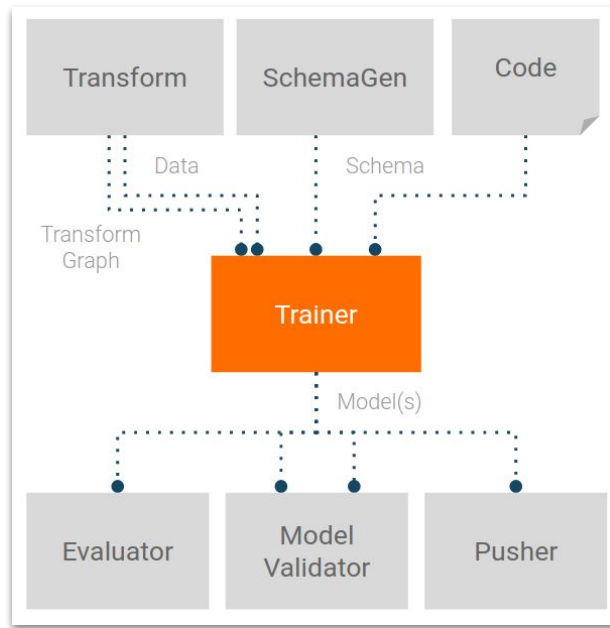 Transform
SchemaGen
Code
Data
Schema
Transform
Graph
Trainer
Model(s)
Evaluator
Model
Validator
Pusher